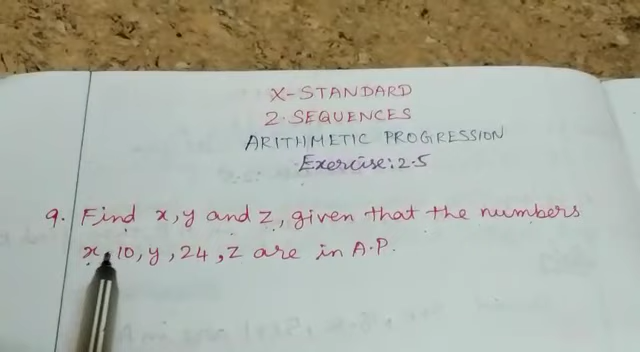 X-STANDARD
2.SEQUENCES
ARITHMETIC PROGRESSION
Exercise:2.5
9. Find x, y and z, given that the numbers
x, 10, y, 24, z are in A.P.